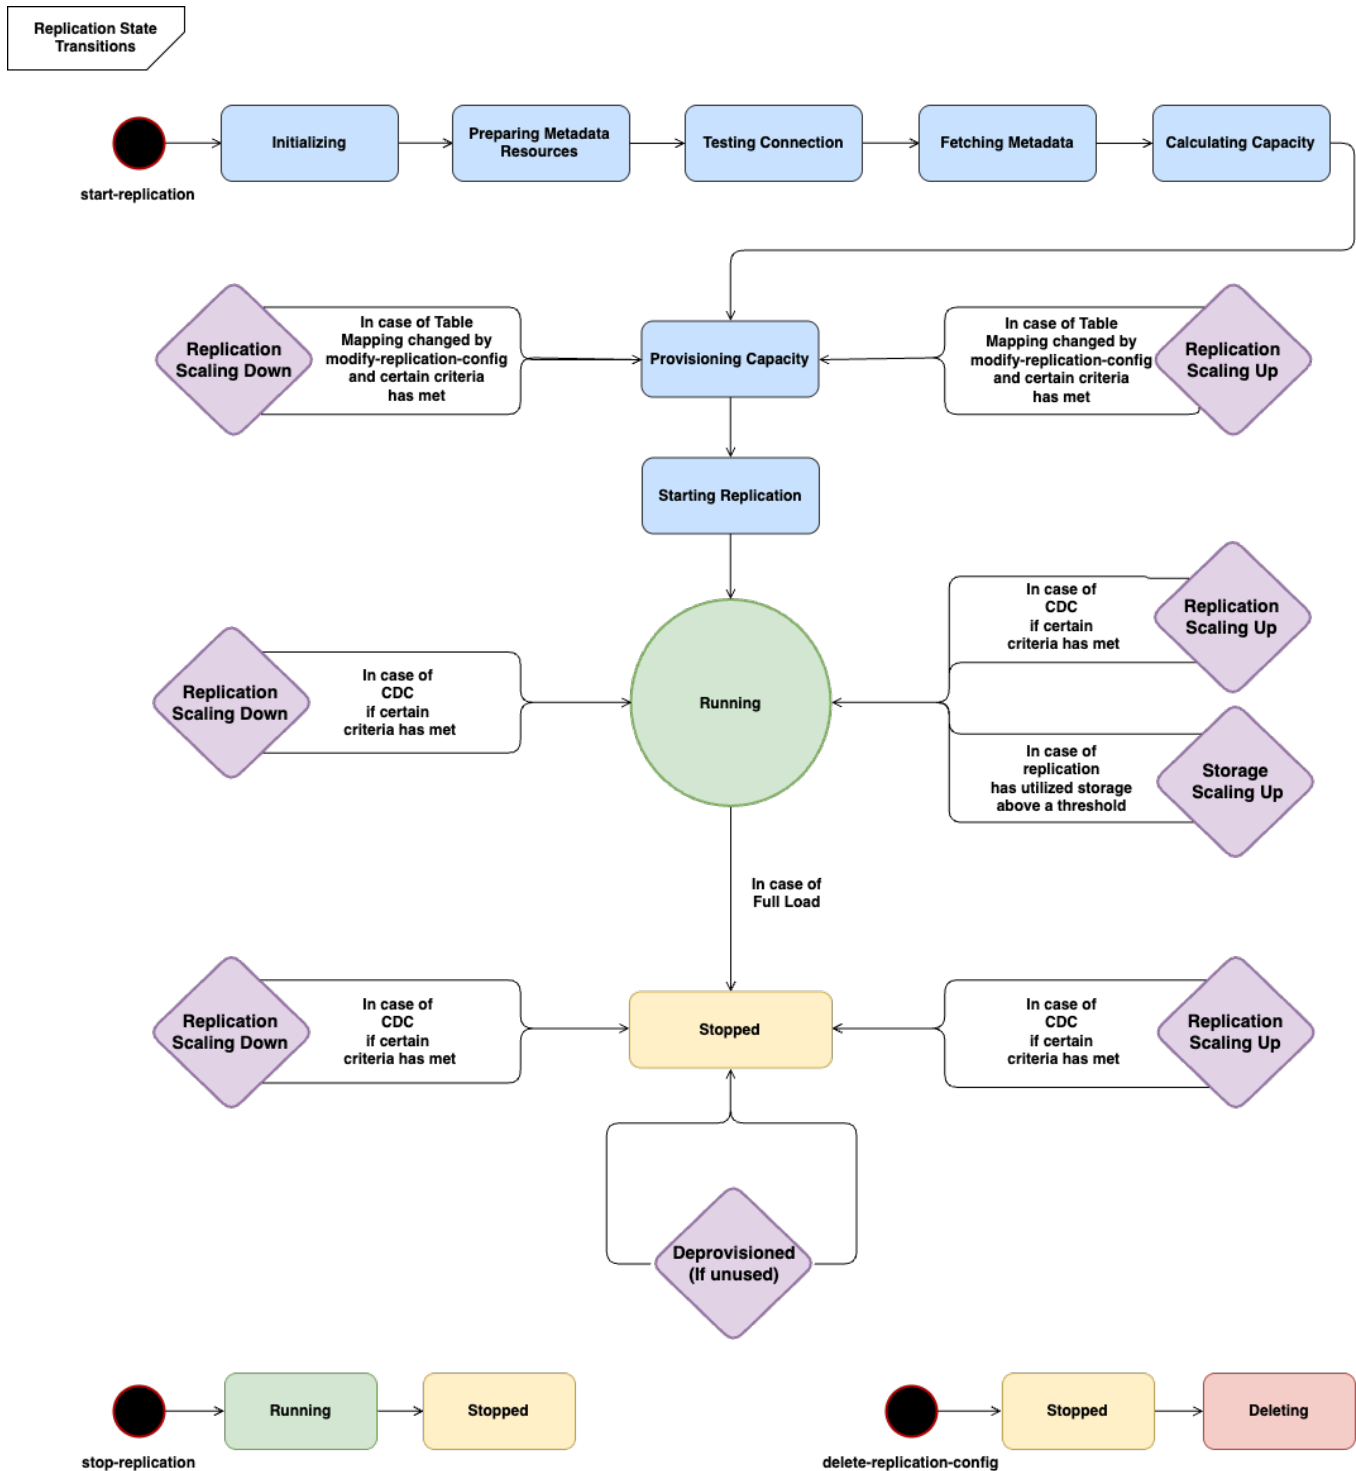 Replication State
Transitions
Initializing
Preparing Metadata
Resources
Testing Connection
Fetching Metadata
Calculating Capacity
start-replication
Replication
Scaling Down
In case of Table
Mapping changed by
modify-replication-config
and certain criteria
has met
Provisioning Capacity
In case of Table
Mapping changed by
modify-replication-config
and certain criteria
has met
Replication
Scaling Up
Starting Replication
In case of
CDC
if certain
criteria has met
Replication
Scaling Up
Replication
Scaling Down
In case of
CDC
if certain
criteria has met
Running
In case of
replication
has utilized storage
above a threshold
Storage
Scaling Up
In case of
Full Load
Replication
Scaling Down
In case of
CDC
if certain
criteria has met
Stopped
In case of
CDC
if certain
criteria has met
Replication
Scaling Up
Deprovisioned
(If unused)
Running
Stopped
stop-replication
Stopped
Deleting
delete-replication-config